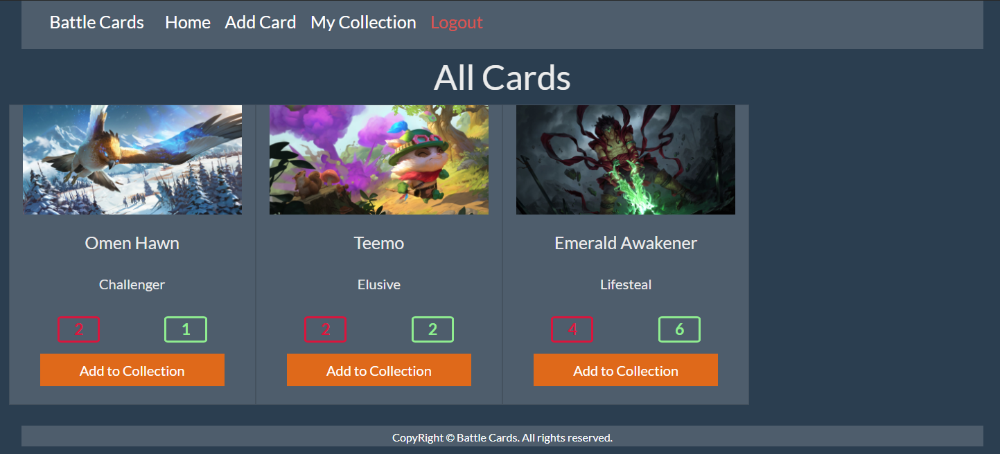 Battle Cards Home Add Card My Collection Logout
All Cards
Omen Hawn Teemo Emerald Awakener
Challenger Elusive Lifesteal
2 1 2 2 4 6
Add to Collection Add to Collection Add to Collection
CopyRight © Battle Cards. All rights reserved.